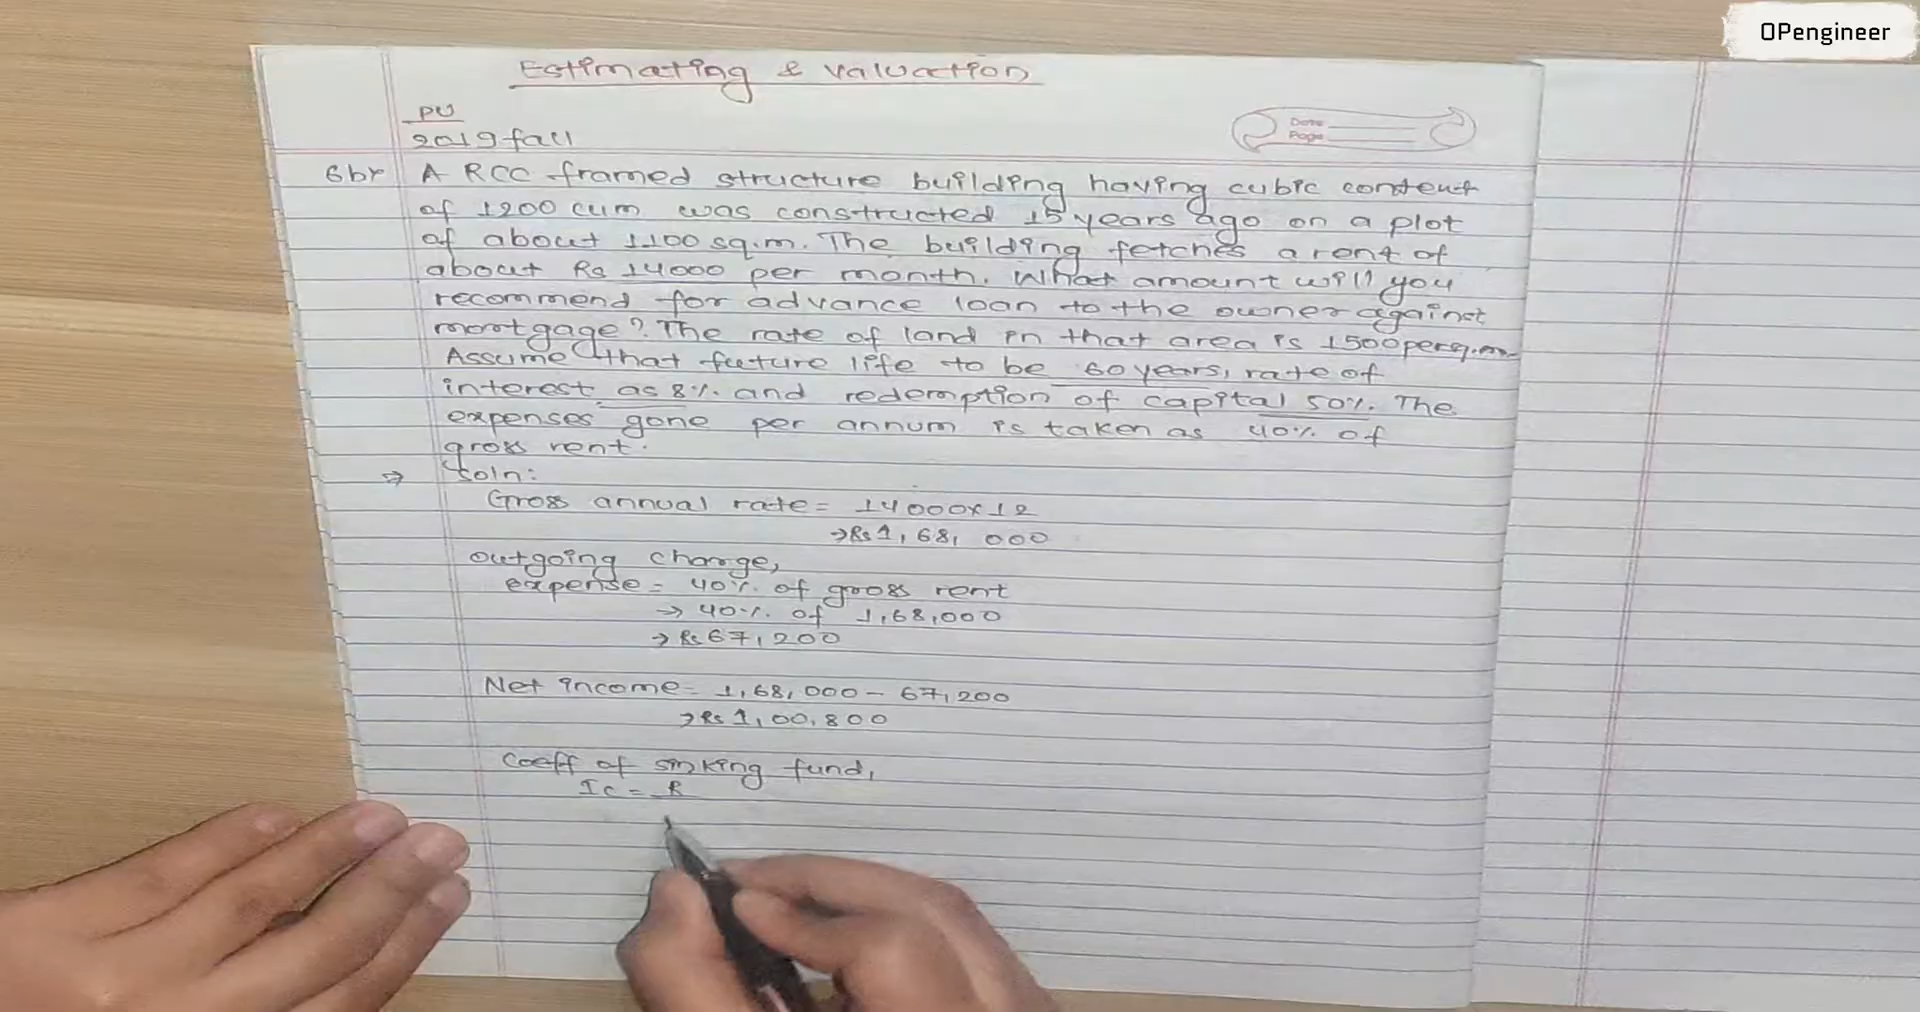 OPengineer
Estimating & valuation
PU
2019 fall
Date
Page
6b) A RCC framed structure building having cubic content
of 1200 cum was constructed 15 years ago on a plot
of about 1100 sq.m. The building fetches a rent of
about Rs 14000 per month. What amount will you
recommend for advance loan to the owner against
mortgage? The rate of land in that area is 1500 per sq.m.
Assume that future life to be 60 years, rate of
interest as 8% and redemption of capital 50%. The
expenses gone per annum is taken as 40% of
gross rent.
⇒ Soln:
Gross annual rate = 14000x12
→ Rs 1,68,000
outgoing charge,
expense = 40% of gross rent
→ 40% of 1,68,000
→ Rs 67,200
Net income = 1,68,000 - 67,200
→ Rs 1,00,800
Coeff of sinking fund,
Ic = R